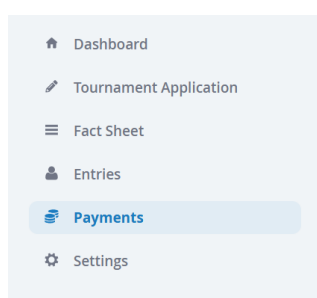 Dashboard
Tournament Application
Fact Sheet
Entries
Payments
Settings